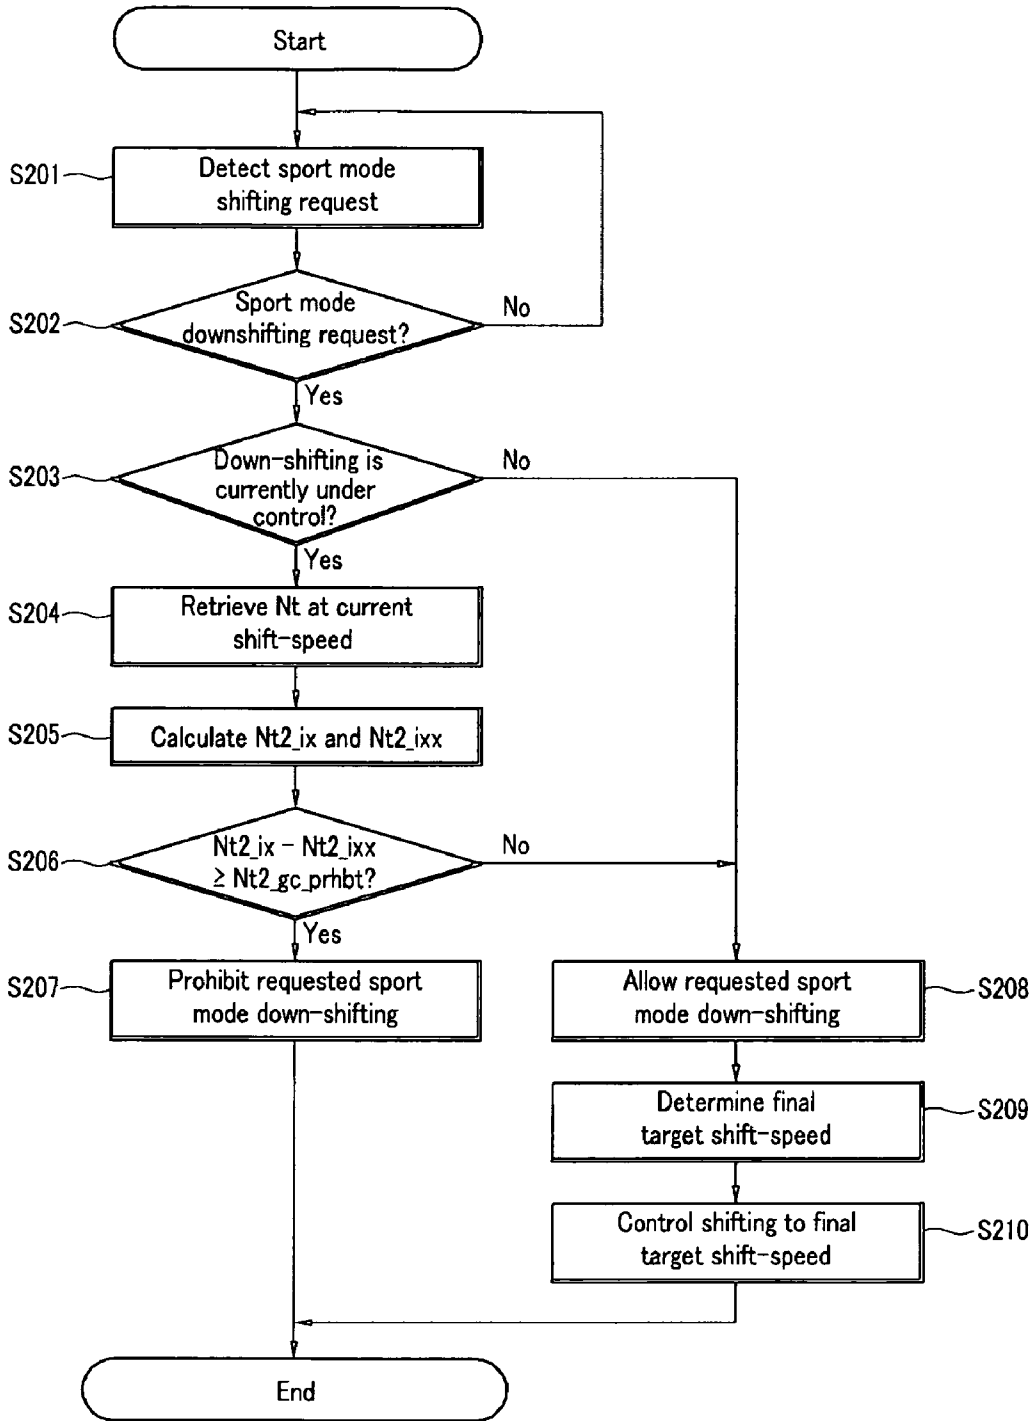 Start
S201
Detect sport mode
shifting request
S202
Sport mode
downshifting request?
No
Yes
S203
Down-shifting is
currently under
control?
No
Yes
S204
Retrieve Nt at current
shift-speed
S205
Calculate Nt2_ix and Nt2_ixx
S206
Nt2_ix - Nt2_ixx
≥ Nt2_gc_prhbt?
No
Yes
S207
Prohibit requested sport
mode down-shifting
Allow requested sport
mode down-shifting
S208
Determine final
target shift-speed
S209
Control shifting to final
target shift-speed
S210
End